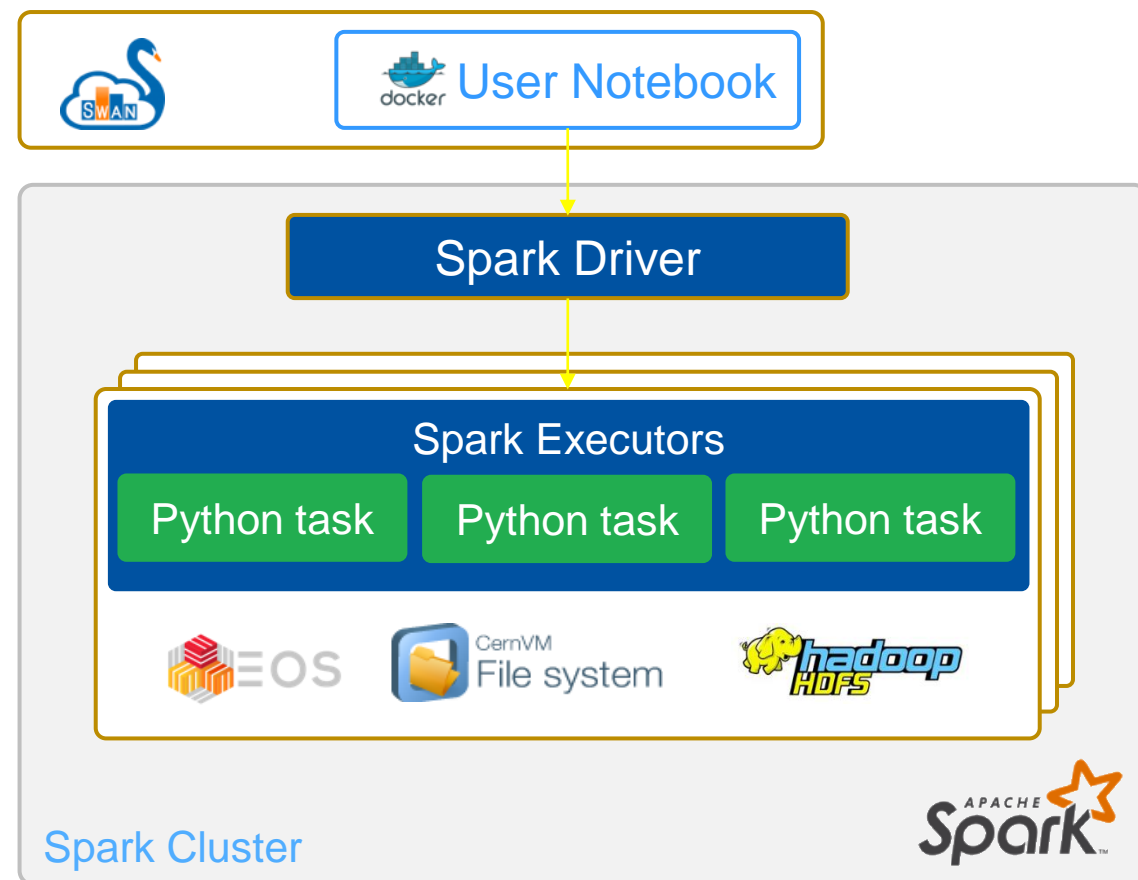 SWAN
docker
User Notebook
Spark Driver
Spark Executors
Python task
Python task
Python task
EOS
CernVM
File system
hadoop
HDFS
APACHE
Spark™
Spark Cluster